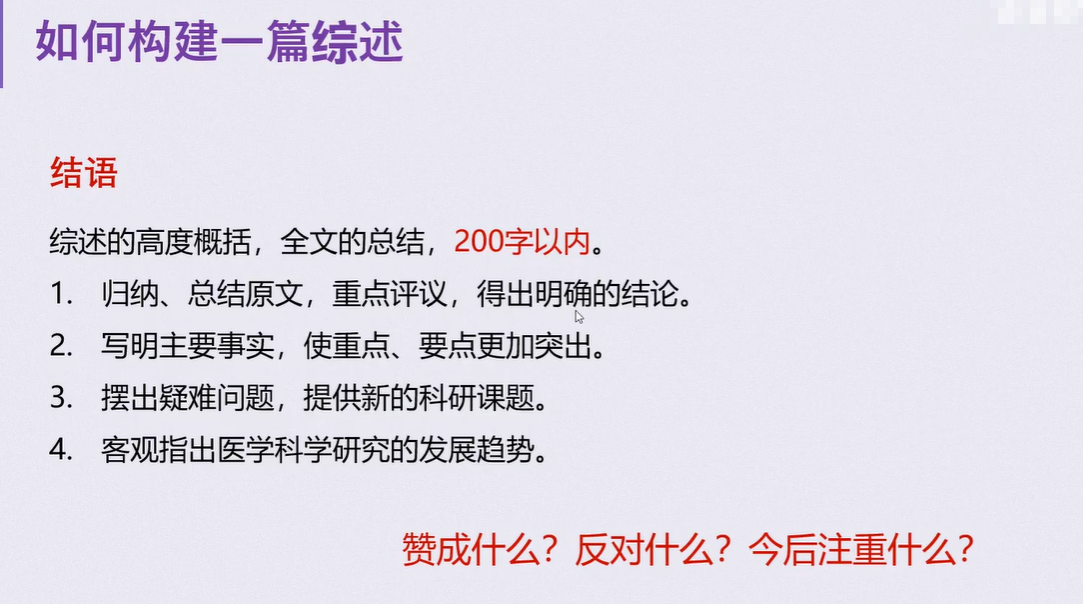 如何构建一篇综述
结语
综述的高度概括，全文的总结，200字以内。
1. 归纳、总结原文，重点评议，得出明确的结论。
2. 写明主要事实，使重点、要点更加突出。
3. 摆出疑难问题，提供新的科研课题。
4. 客观指出医学科学研究的发展趋势。
赞成什么？反对什么？今后注重什么？